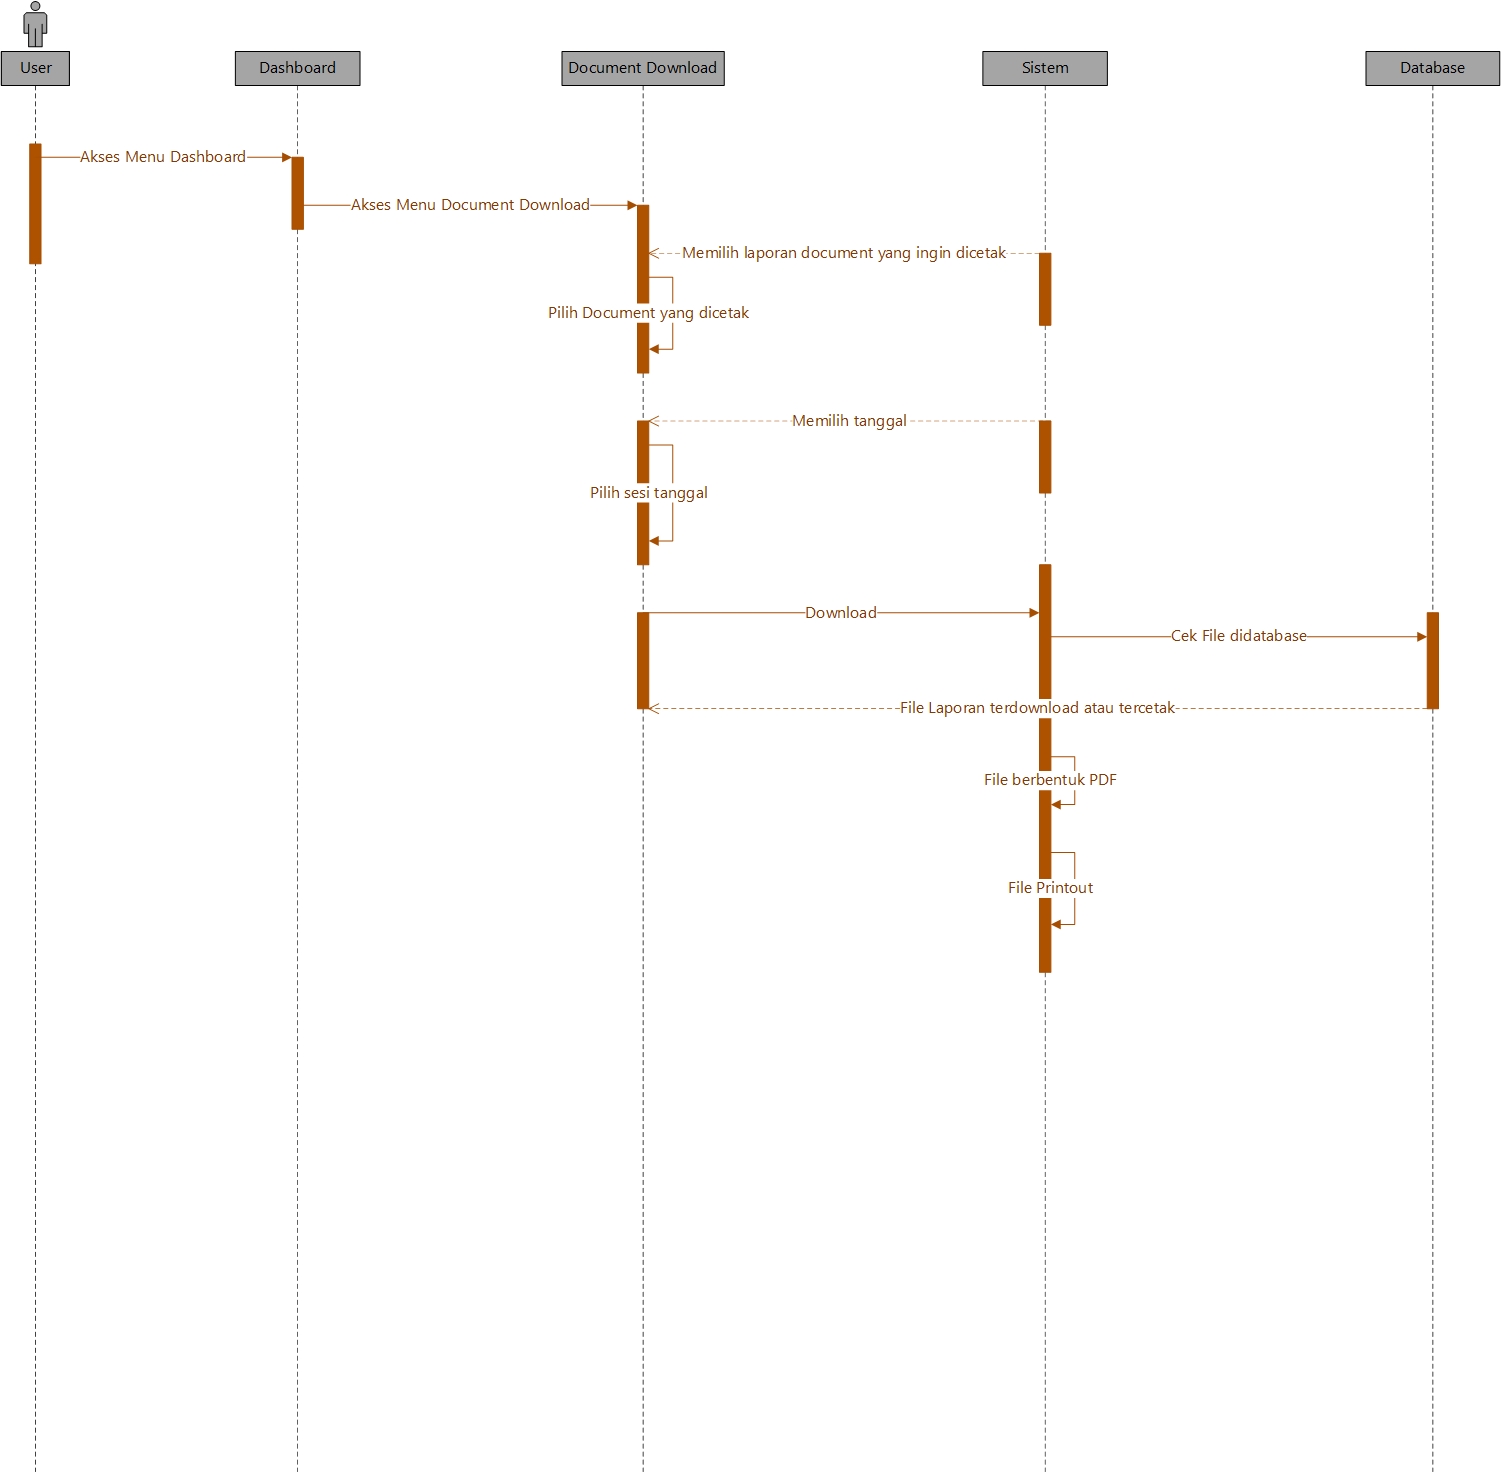 User
Dashboard
Document Download
Sistem
Database
Akses Menu Dashboard
Akses Menu Document Download
Memilih laporan document yang ingin dicetak
Pilih Document yang dicetak
Memilih tanggal
Pilih sesi tanggal
Download
Cek File didatabase
File Laporan terdownload atau tercetak
File berbentuk PDF
File Printout